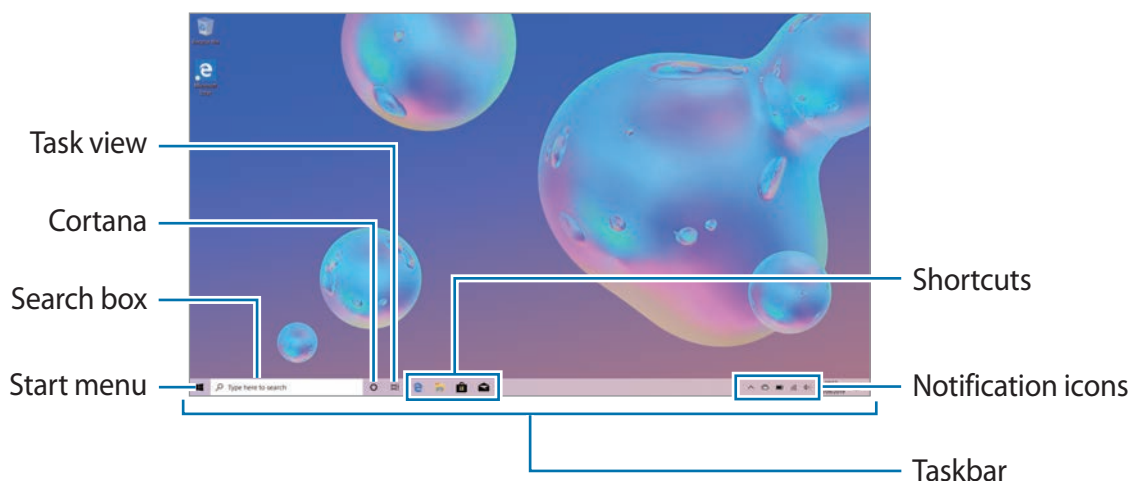 Task view
Cortana
Search box
Start menu
Type here to search
Shortcuts
Notification icons
Taskbar